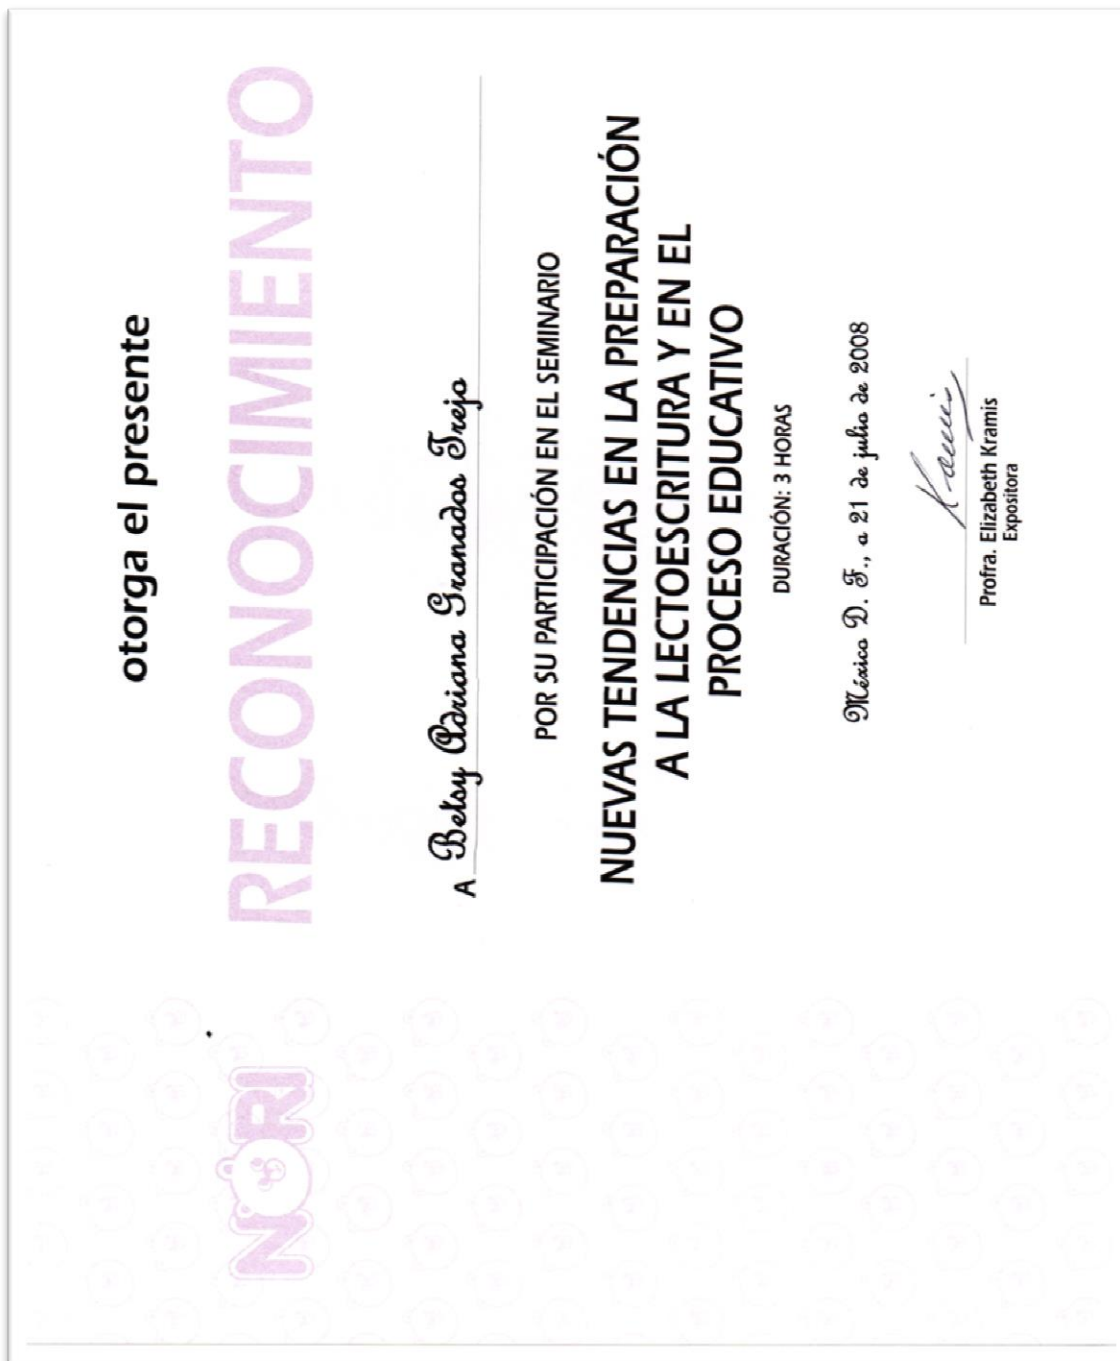 NORI
otorga el presente
RECONOCIMIENTO
A Betsy Adriana Granados Trejo
POR SU PARTICIPACIÓN EN EL SEMINARIO
NUEVAS TENDENCIAS EN LA PREPARACIÓN
A LA LECTOESCRITURA Y EN EL
PROCESO EDUCATIVO
DURACIÓN: 3 HORAS
México D. F., a 21 de julio de 2008
Kramis
Profra. Elizabeth Kramis
Expositora